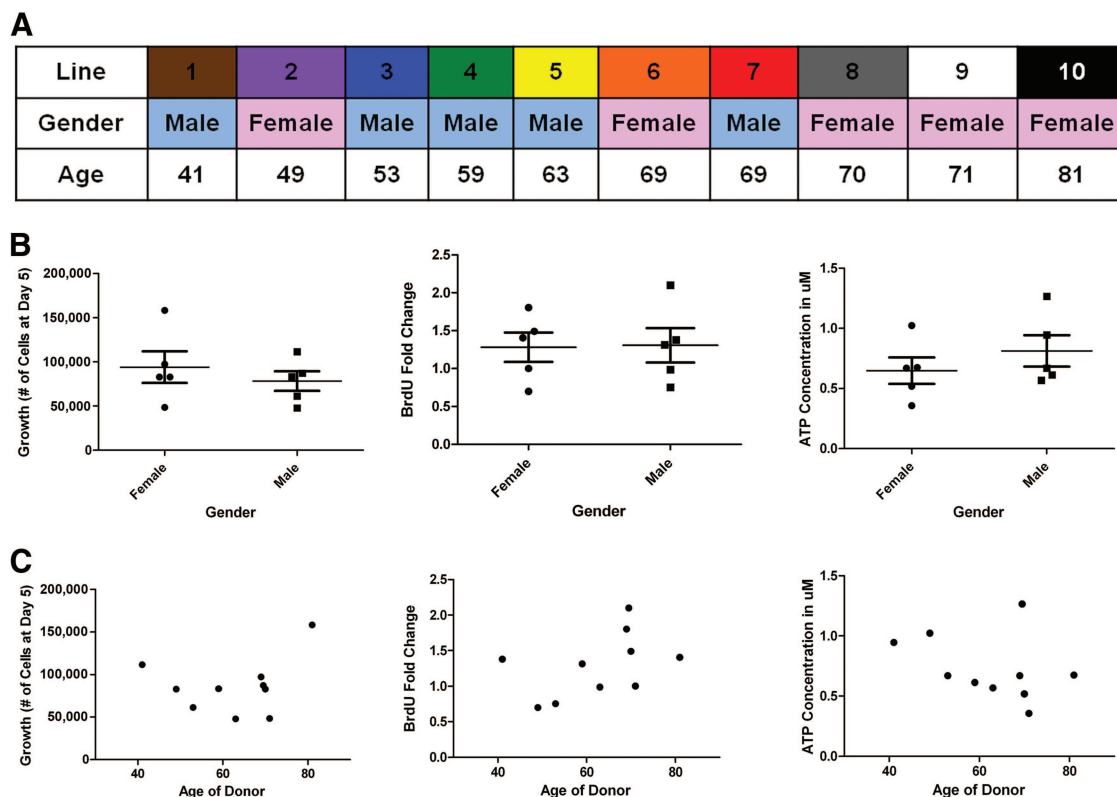 A
Line 1 2 3 4 5 6 7 8 9 10
Gender Male Female Male Male Male Female Male Female Female Female
Age 41 49 53 59 63 69 69 70 71 81
B
Growth (# of Cells at Day 5)
200,000
150,000
100,000
50,000
0
Female Male
Gender
BrdU Fold Change
2.5
2.0
1.5
1.0
0.5
0.0
Female Male
Gender
ATP Concentration in uM
1.5
1.0
0.5
0.0
Female Male
Gender
C
Growth (# of Cells at Day 5)
200,000
150,000
100,000
50,000
0
40 60 80
Age of Donor
BrdU Fold Change
2.5
2.0
1.5
1.0
0.5
0.0
40 60 80
Age of Donor
ATP Concentration in uM
1.5
1.0
0.5
0.0
40 60 80
Age of Donor